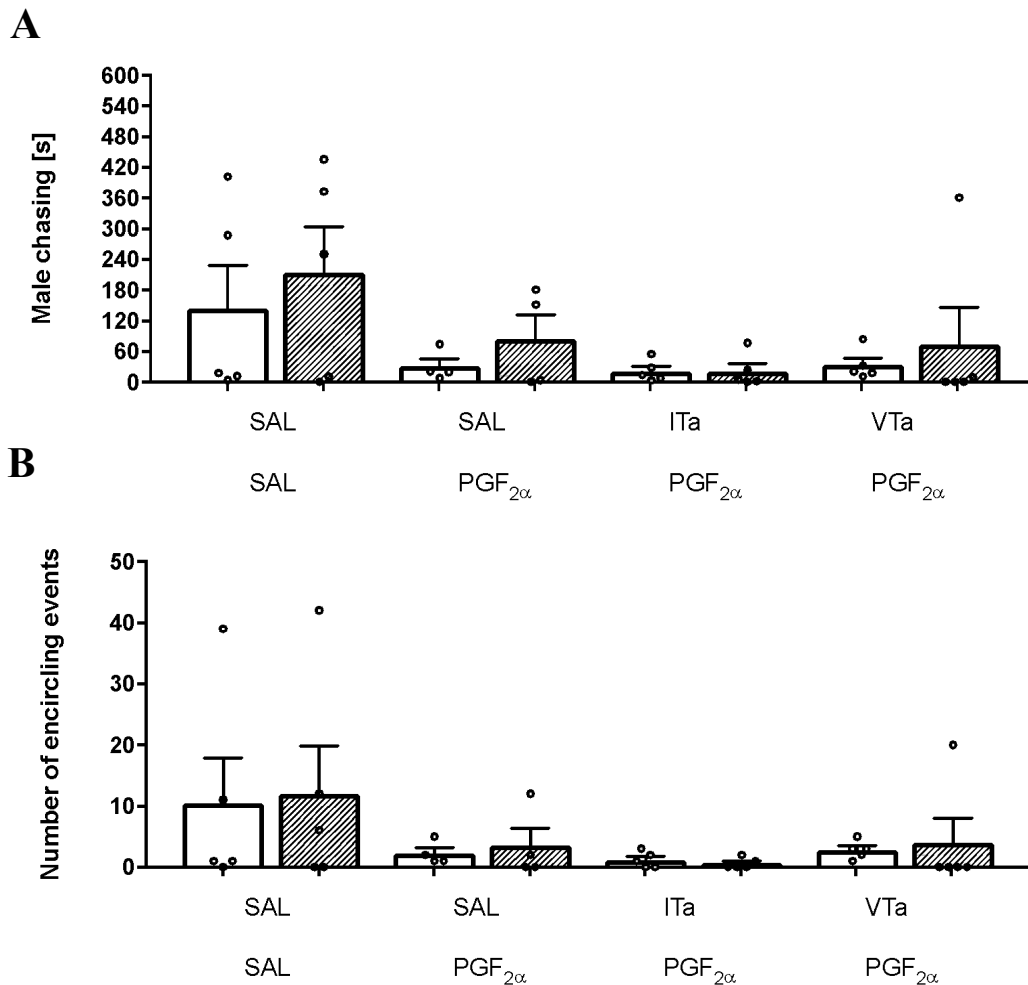 A
Male chasing [s]
600
540
480
420
360
300
240
180
120
60
0
SAL SAL ITa VTa
SAL PGF2α PGF2α PGF2α
B
Number of encircling events
50
40
30
20
10
0
SAL SAL ITa VTa
SAL PGF2α PGF2α PGF2α